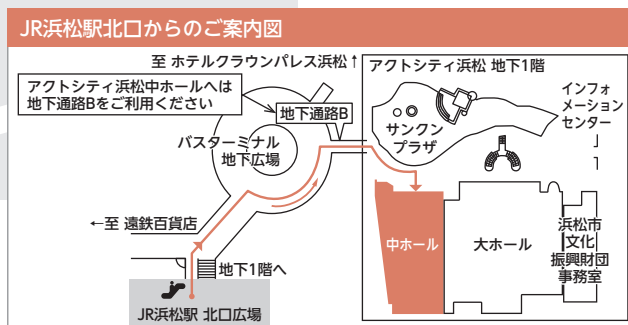 JR浜松駅北口からのご案内図
至 ホテルクラウンパレス浜松↑
アクトシティ浜松 地下1階
アクトシティ浜松中ホールへは
地下通路Bをご利用ください
地下通路B
インフォ
メーション
センター
サンクン
プラザ
バスターミナル
地下広場
←至 遠鉄百貨店
中ホール
大ホール
浜松市
文化
振興財団
事務室
地下1階へ
JR浜松駅 北口広場